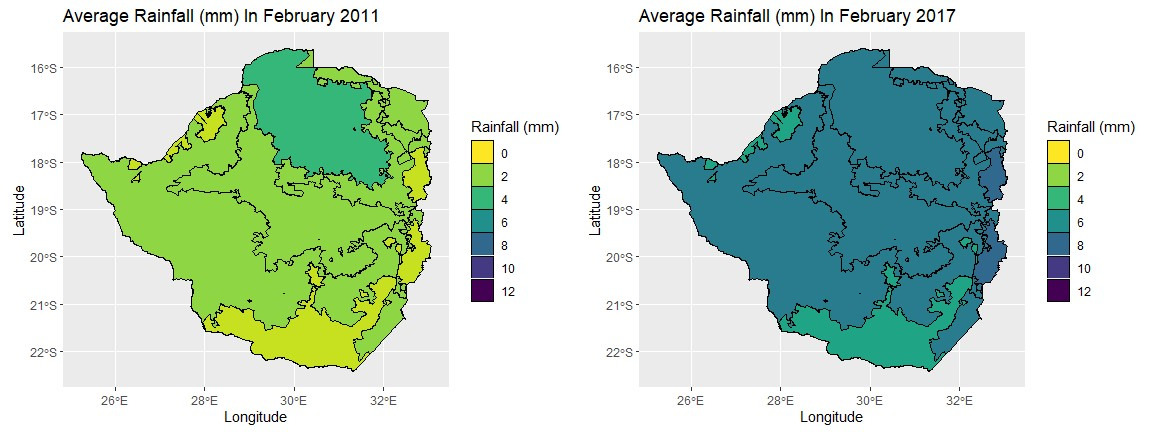 Average Rainfall (mm) In February 2011
16°S
17°S
18°S
19°S
20°S
21°S
22°S
Latitude
26°E 28°E 30°E 32°E
Longitude
Rainfall (mm)
0
2
4
6
8
10
12
Average Rainfall (mm) In February 2017
16°S
17°S
18°S
19°S
20°S
21°S
22°S
Latitude
26°E 28°E 30°E 32°E
Longitude
Rainfall (mm)
0
2
4
6
8
10
12